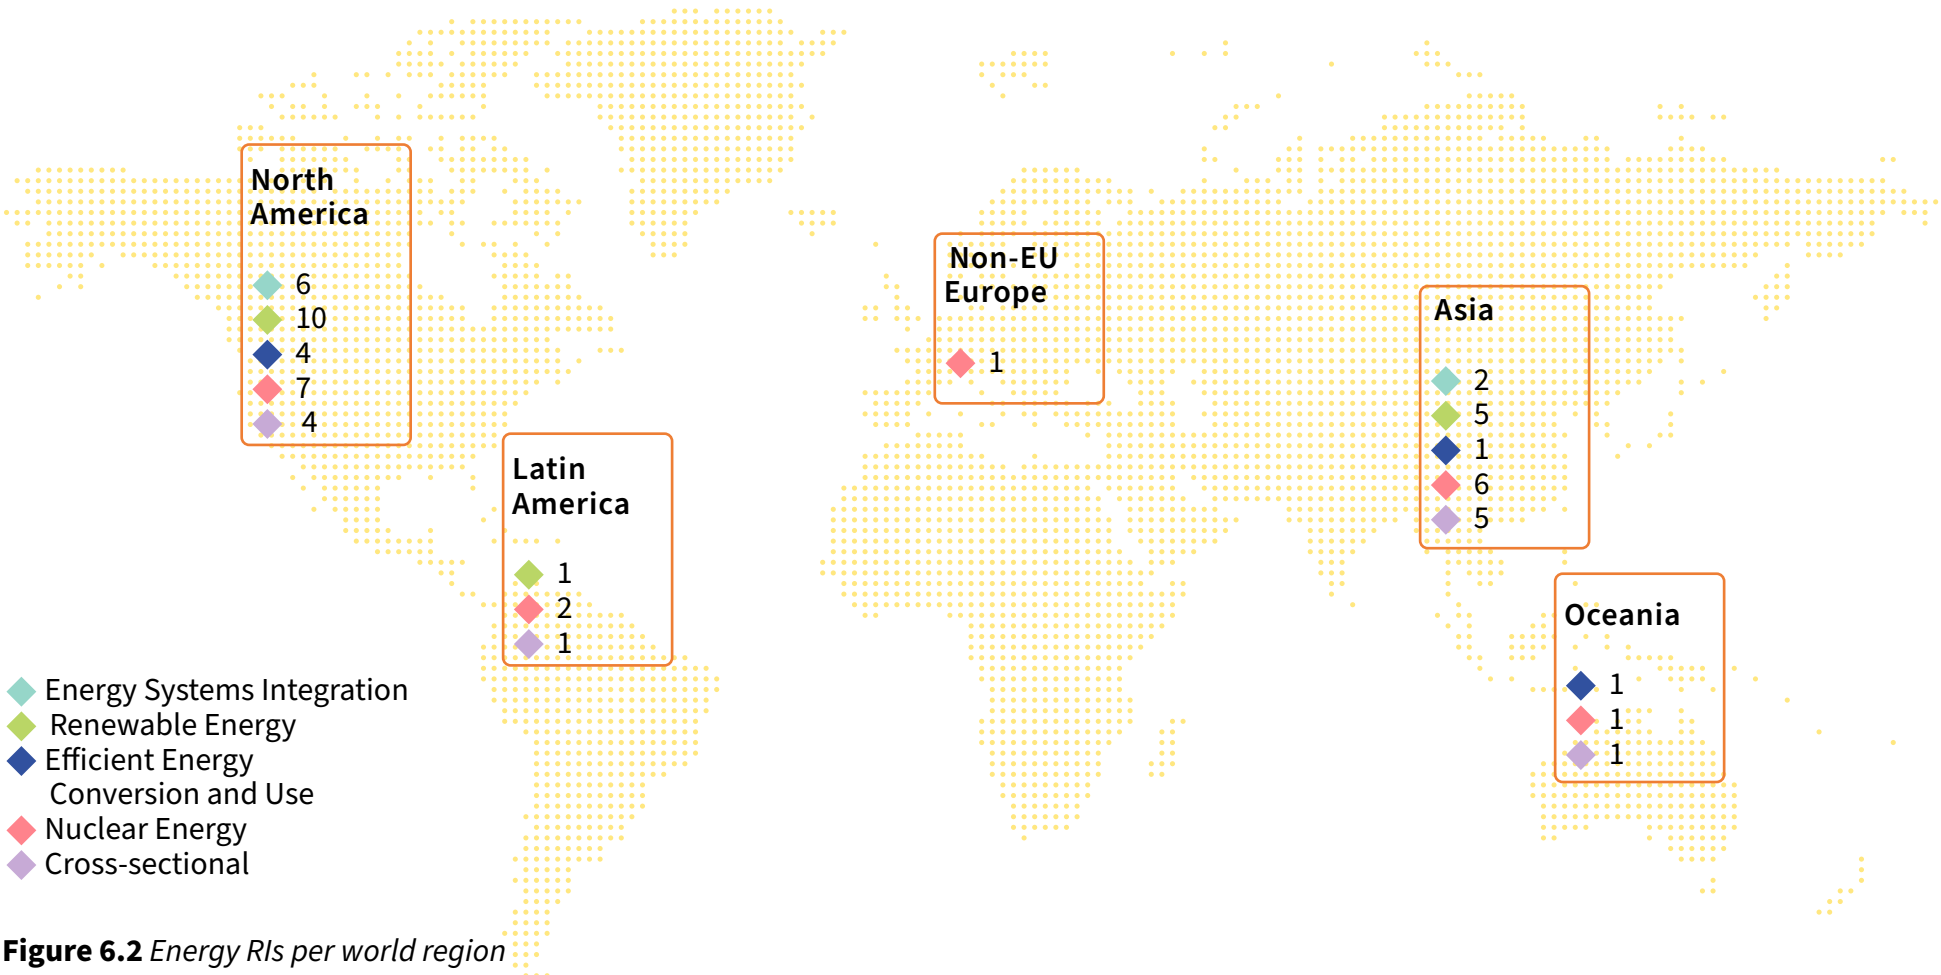 North
America
6
10
4
7
4
Non-EU
Europe
1
Asia
2
5
1
6
5
Latin
America
1
2
1
Oceania
1
1
1
Energy Systems Integration
Renewable Energy
Efficient Energy
Conversion and Use
Nuclear Energy
Cross-sectional
Figure 6.2 Energy RIs per world region